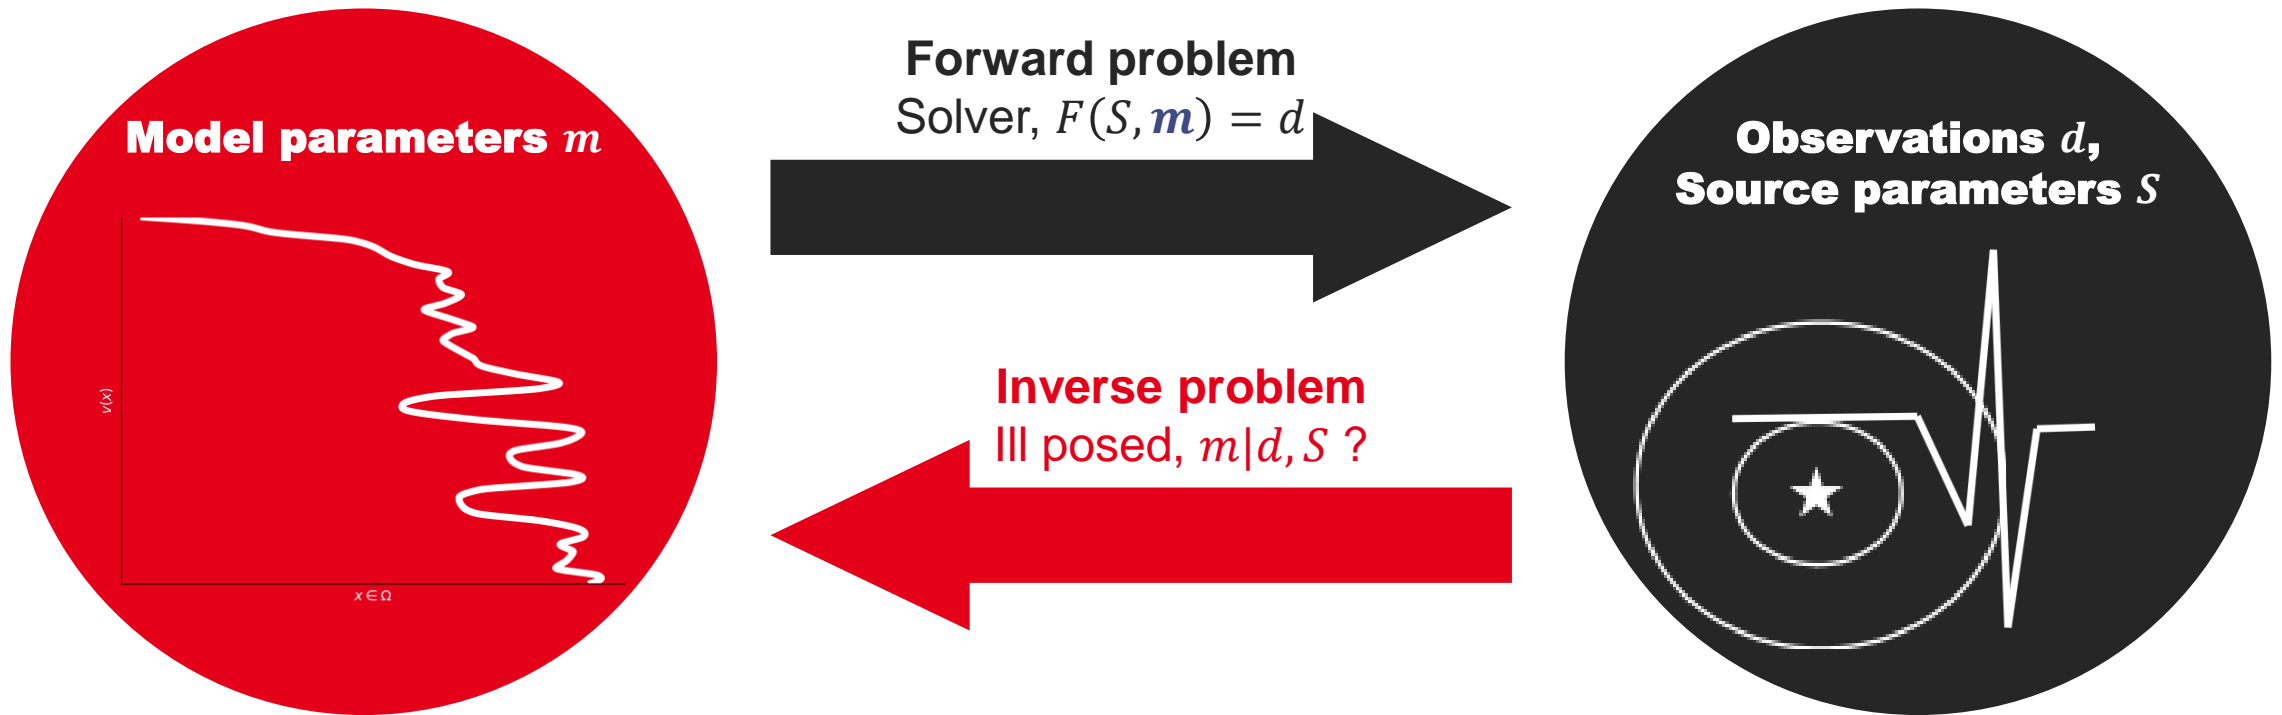 Model parameters m
v(x)
x ∈ Ω
Forward problem
Solver, F(S, m) = d
Inverse problem
Ill posed, m|d, S ?
Observations d,
Source parameters S